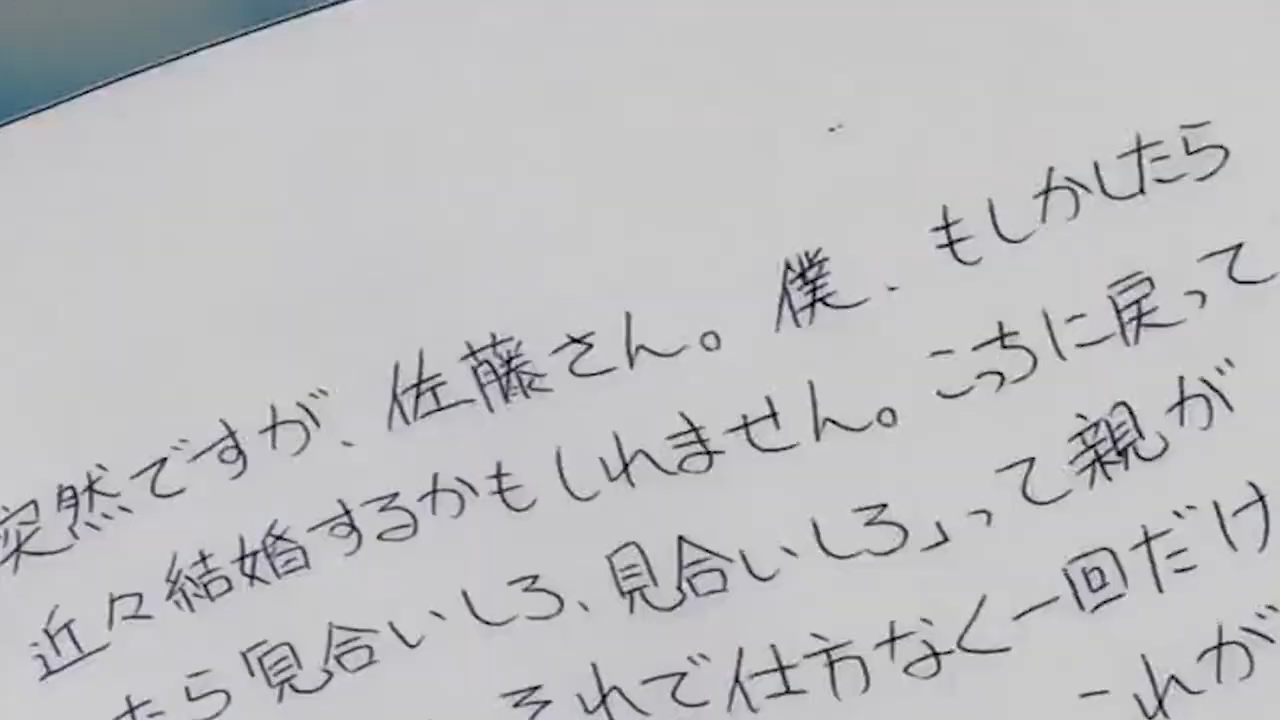 突然ですが、佐藤さん。僕、もしかしたら
近々結婚するかもしれません。こっちに戻って
たら見合いしろ、見合いしろ」って親が
それで仕方なく一回だけ
これが